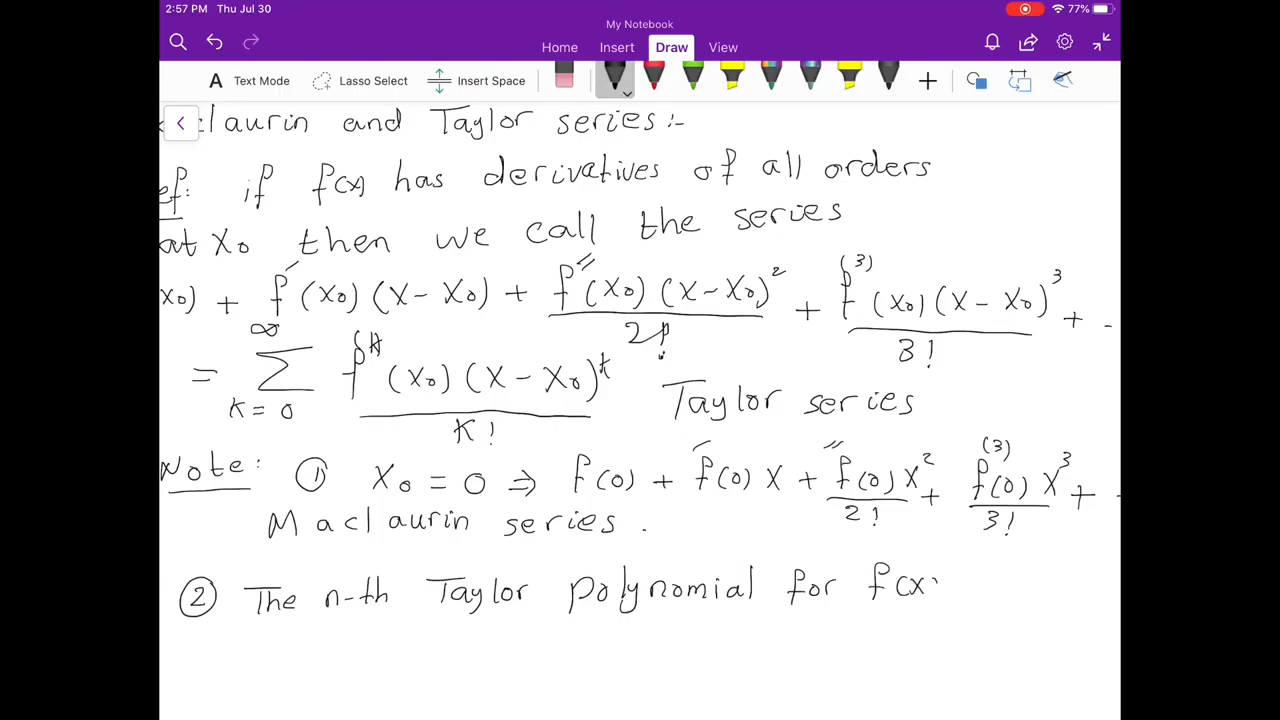 2:57 PM Thu Jul 30
77%
My Notebook
Home Insert Draw View
Text Mode Lasso Select Insert Space
claurin and Taylor series:-
ef: if f(x) has derivatives of all orders
at x₀ then we call the series
x₀) + f′(x₀)(x-x₀) + f″(x₀)(x-x₀)²/2! + f⁽³⁾(x₀)(x-x₀)³/3! + -
= ∑_{k=0}^{∞} f^(k(x₀)(x-x₀)^k/k! Taylor series
Note: ① x₀ = 0 ⇒ f(0) + f′(0)x + f″(0)x²/2! + f⁽³⁾(0)x³/3! + -
Maclaurin series.
② The n-th Taylor polynomial for f(x